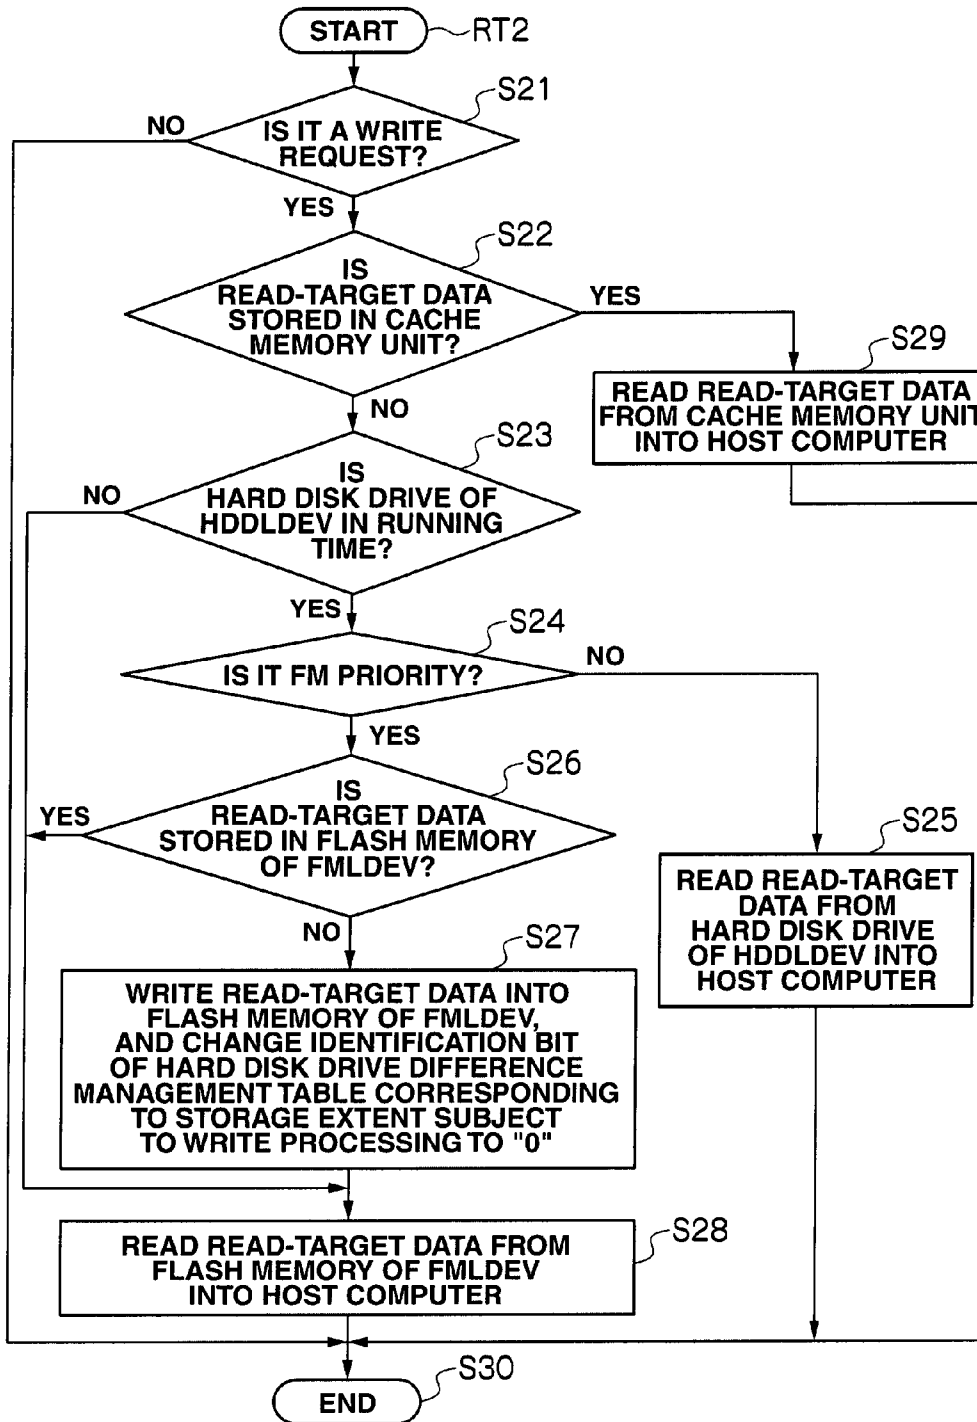 START
RT2
S21
NO
IS IT A WRITE
REQUEST?
YES
S22
IS
READ-TARGET DATA
STORED IN CACHE
MEMORY UNIT?
YES
S29
READ READ-TARGET DATA
FROM CACHE MEMORY UNIT
INTO HOST COMPUTER
NO
S23
IS
HARD DISK DRIVE OF
HDDLDEV IN RUNNING
TIME?
NO
YES
S24
IS IT FM PRIORITY?
NO
YES
S26
IS
READ-TARGET DATA
STORED IN FLASH MEMORY
OF FMLDEV?
YES
S25
READ READ-TARGET
DATA FROM
HARD DISK DRIVE
OF HDDLDEV INTO
HOST COMPUTER
NO
S27
WRITE READ-TARGET DATA INTO
FLASH MEMORY OF FMLDEV,
AND CHANGE IDENTIFICATION BIT
OF HARD DISK DRIVE DIFFERENCE
MANAGEMENT TABLE CORRESPONDING
TO STORAGE EXTENT SUBJECT
TO WRITE PROCESSING TO "0"
S28
READ READ-TARGET DATA FROM
FLASH MEMORY OF FMLDEV
INTO HOST COMPUTER
S30
END